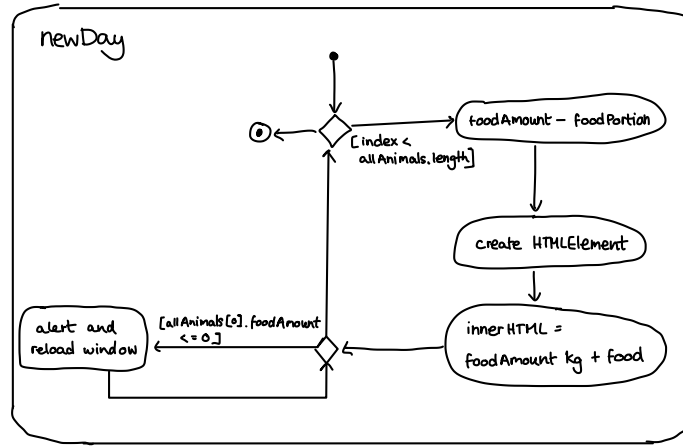 newDay
foodAmount - foodPortion
[index <
allAnimals.length]
create HTMLElement
innerHTML =
foodAmount kg + food
[allAnimals[0].foodAmount
<= 0]
alert and
reload window